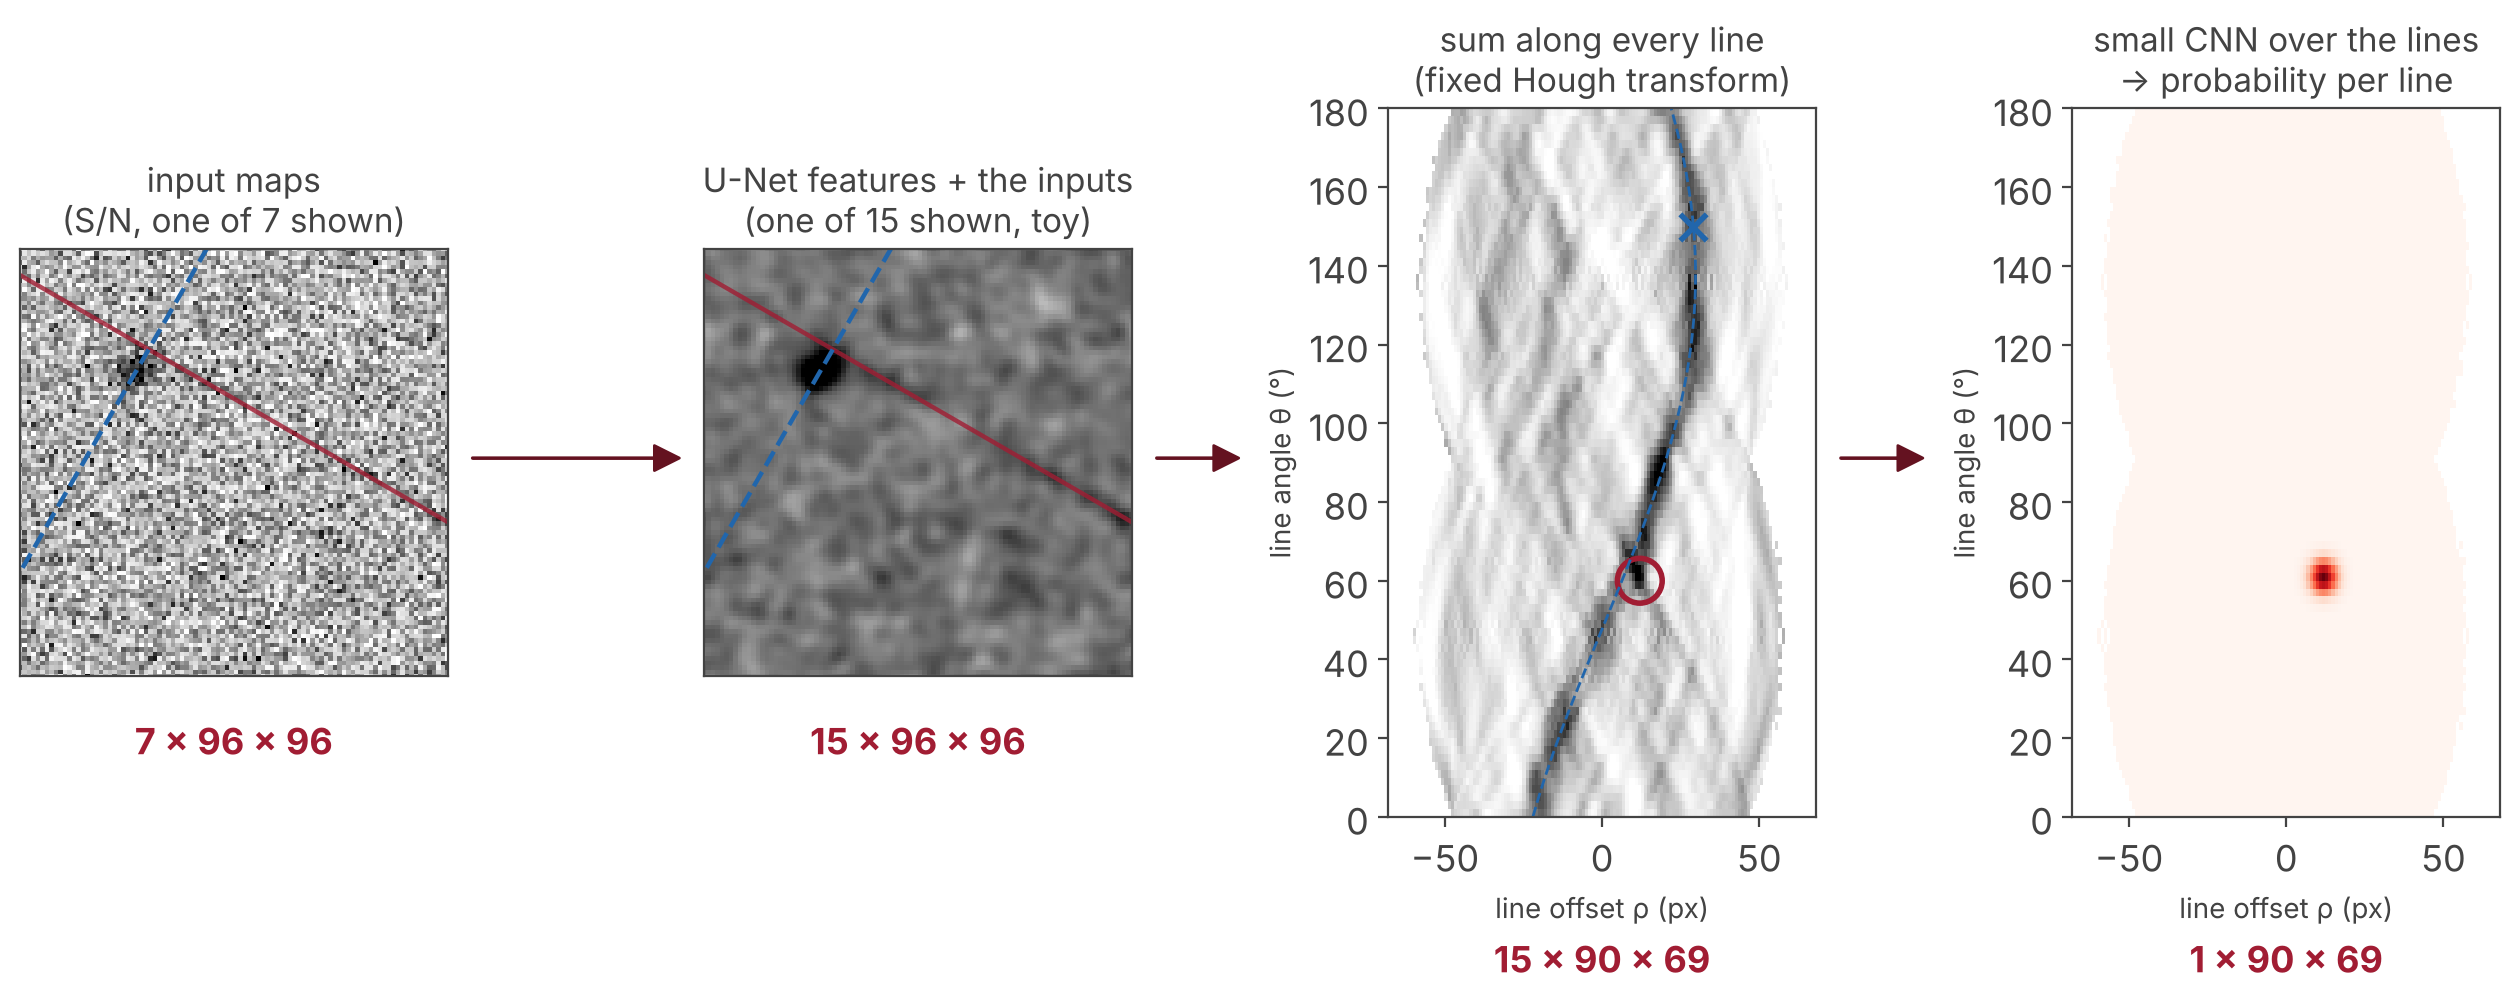 input maps
(S/N, one of 7 shown)
7 × 96 × 96
U-Net features + the inputs
(one of 15 shown, toy)
15 × 96 × 96
sum along every line
(fixed Hough transform)
line angle θ (°)
180
160
140
120
100
80
60
40
20
0
−50 0 50
line offset ρ (px)
15 × 90 × 69
small CNN over the lines
→ probability per line
line angle θ (°)
180
160
140
120
100
80
60
40
20
0
−50 0 50
line offset ρ (px)
1 × 90 × 69